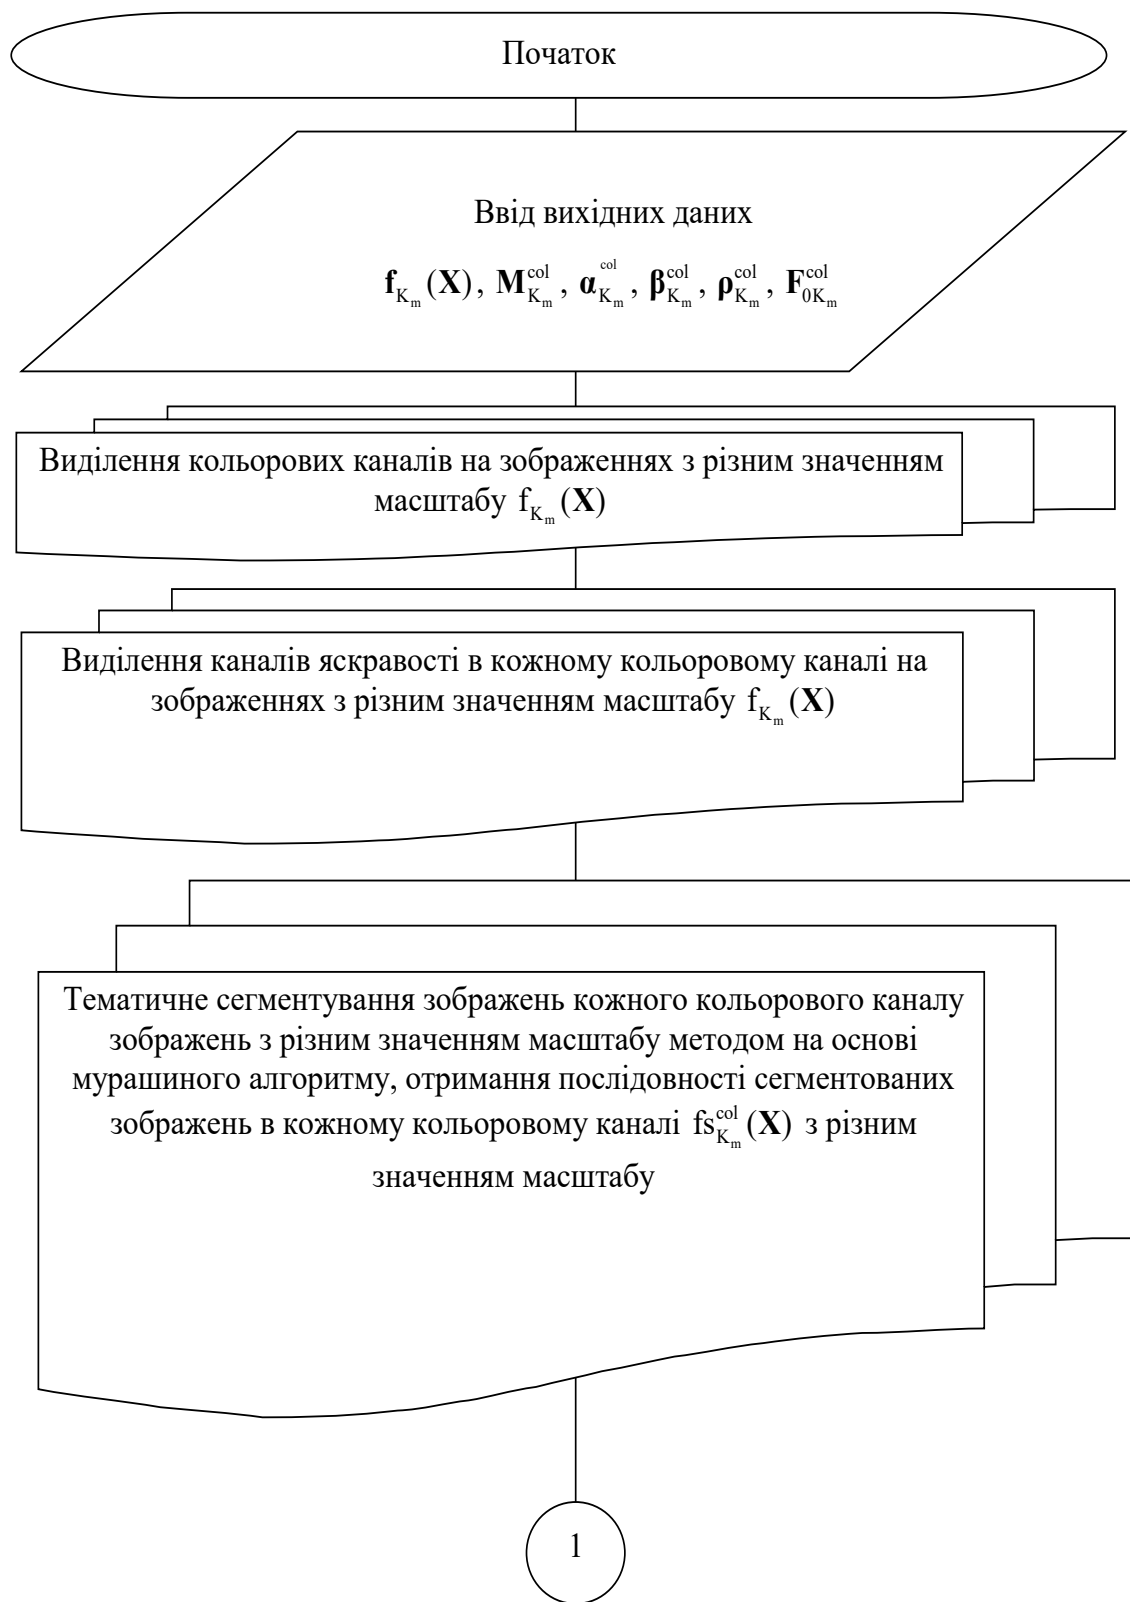 Початок
Ввід вихідних даних
𝐟_{K_m}(𝐗), 𝐌^{col}_{K_m}, 𝛂^{col}_{K_m}, 𝛃^{col}_{K_m}, 𝛒^{col}_{K_m}, 𝐅^{col}_{0K_m}
Виділення кольорових каналів на зображеннях з різним значенням
масштабу f_{K_m}(𝐗)
Виділення каналів яскравості в кожному кольоровому каналі на
зображеннях з різним значенням масштабу f_{K_m}(𝐗)
Тематичне сегментування зображень кожного кольорового каналу
зображень з різним значенням масштабу методом на основі
мурашиного алгоритму, отримання послідовності сегментованих
зображень в кожному кольоровому каналі fs^{col}_{K_m}(𝐗) з різним
значенням масштабу
1